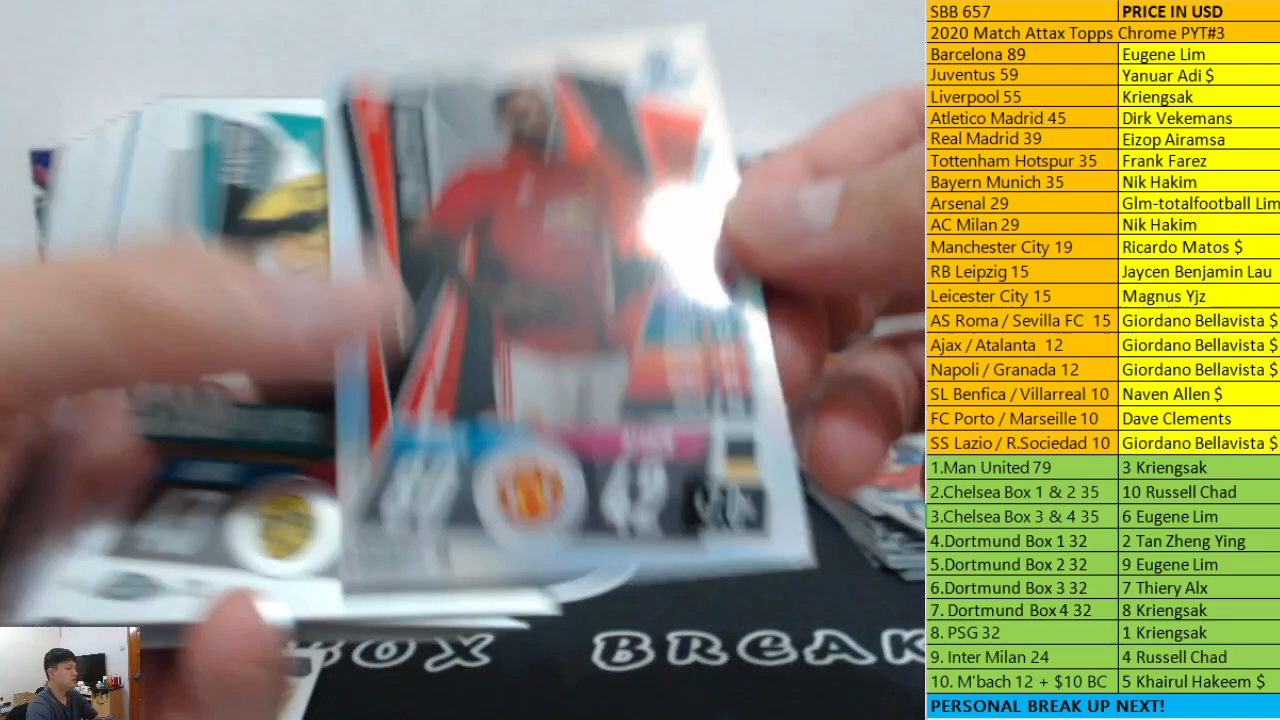 SBB 657 PRICE IN USD
2020 Match Attax Topps Chrome PYT#3
Barcelona 89 Eugene Lim
Juventus 59 Yanuar Adi $
Liverpool 55 Kriengsak
Atletico Madrid 45 Dirk Vekemans
Real Madrid 39 Eizop Airamsa
Tottenham Hotspur 35 Frank Farez
Bayern Munich 35 Nik Hakim
Arsenal 29 Glm-totalfootball Lim
AC Milan 29 Nik Hakim
Manchester City 19 Ricardo Matos $
RB Leipzig 15 Jaycen Benjamin Lau
Leicester City 15 Magnus Yjz
AS Roma / Sevilla FC 15 Giordano Bellavista $
Ajax / Atalanta 12 Giordano Bellavista $
Napoli / Granada 12 Giordano Bellavista $
SL Benfica / Villarreal 10 Naven Allen $
FC Porto / Marseille 10 Dave Clements
SS Lazio / R.Sociedad 10 Giordano Bellavista $
1.Man United 79 3 Kriengsak
2.Chelsea Box 1 & 2 35 10 Russell Chad
3.Chelsea Box 3 & 4 35 6 Eugene Lim
4.Dortmund Box 1 32 2 Tan Zheng Ying
5.Dortmund Box 2 32 9 Eugene Lim
6.Dortmund Box 3 32 7 Thiery Alx
7. Dortmund Box 4 32 8 Kriengsak
8. PSG 32 1 Kriengsak
9. Inter Milan 24 4 Russell Chad
10. M'bach 12 + $10 BC 5 Khairul Hakeem $
PERSONAL BREAK UP NEXT!
BOX BREAK